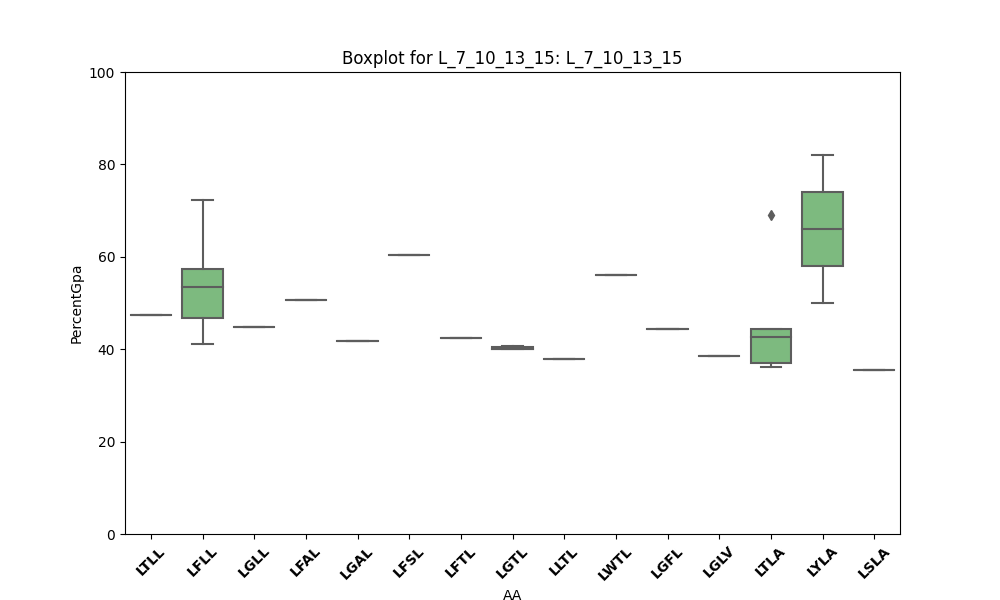 Boxplot for L_7_10_13_15: L_7_10_13_15
100
80
60
40
20
0
PercentGpa
LTLL LFLL LGLL LFAL LGAL LFSL LFTL LGTL LLTL LWTL LGFL LGLV LTLA LYLA LSLA
AA